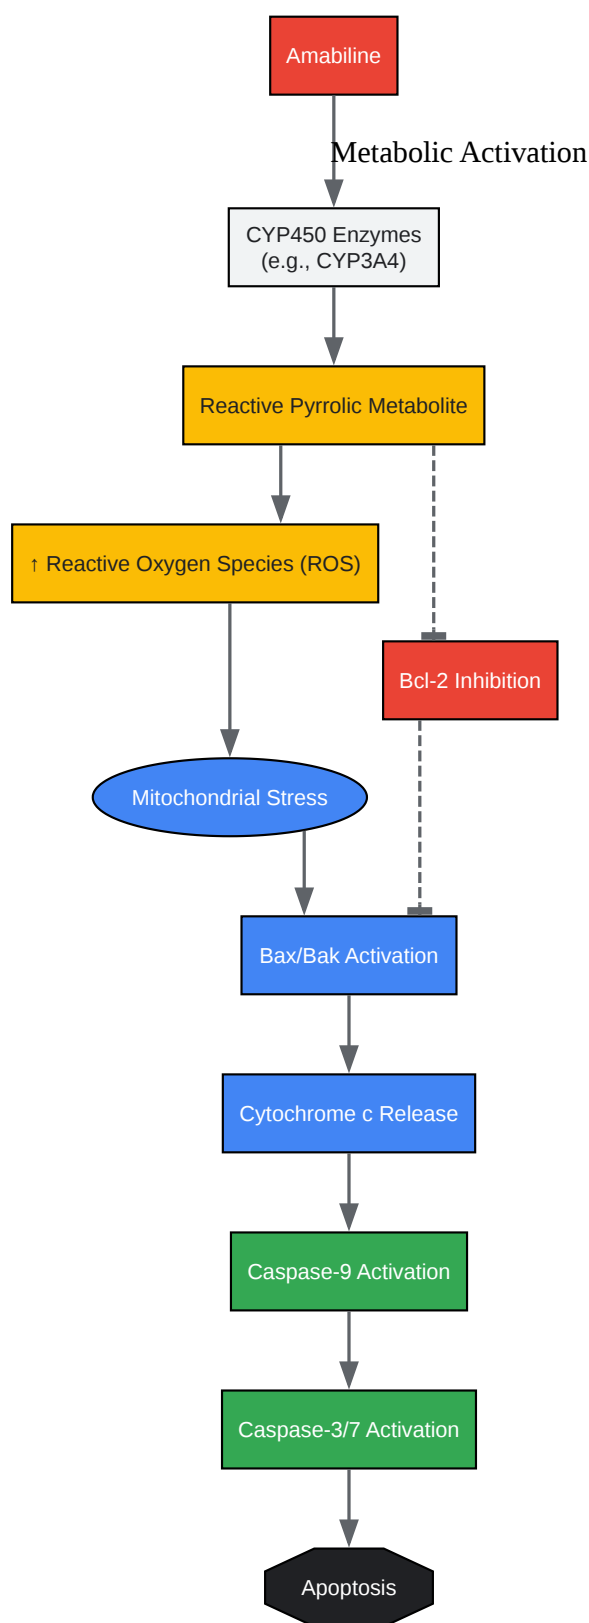 Amabiline
Metabolic Activation
CYP450 Enzymes
(e.g., CYP3A4)
Reactive Pyrrolic Metabolite
↑ Reactive Oxygen Species (ROS)
Bcl-2 Inhibition
Mitochondrial Stress
Bax/Bak Activation
Cytochrome c Release
Caspase-9 Activation
Caspase-3/7 Activation
Apoptosis